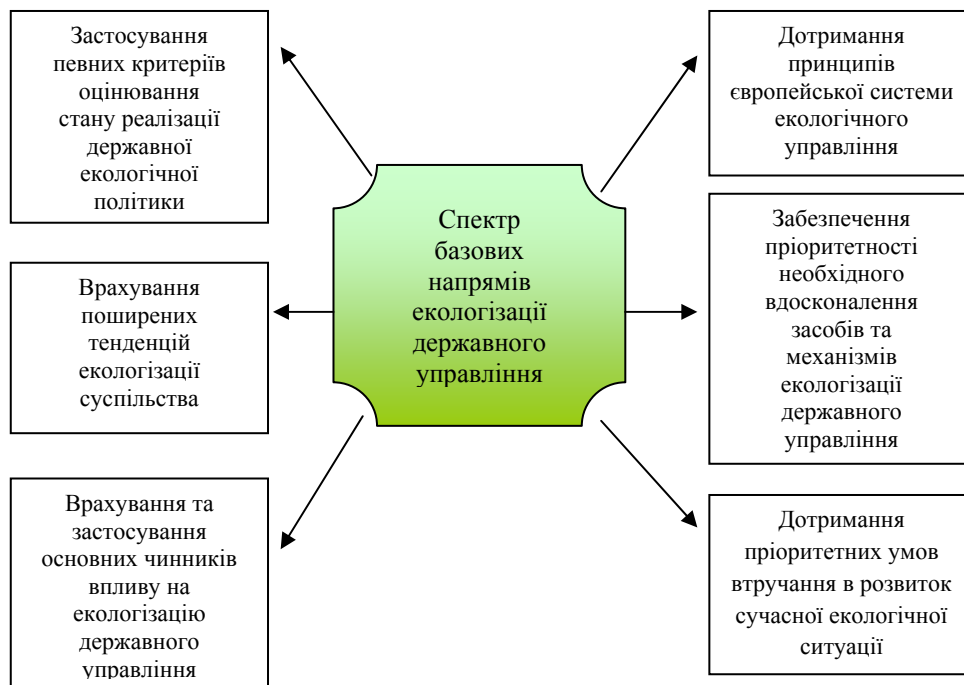 Застосування
певних критеріїв
оцінювання
стану реалізації
державної
екологічної
політики
Врахування
поширених
тенденцій
екологізації
суспільства
Врахування та
застосування
основних чинників
впливу на
екологізацію
державного
управління
Спектр
базових
напрямів
екологізації
державного
управління
Дотримання
принципів
європейської системи
екологічного
управління
Забезпечення
пріоритетності
необхідного
вдосконалення
засобів та
механізмів
екологізації
державного
управління
Дотримання
пріоритетних умов
втручання в розвиток
сучасної екологічної
ситуації